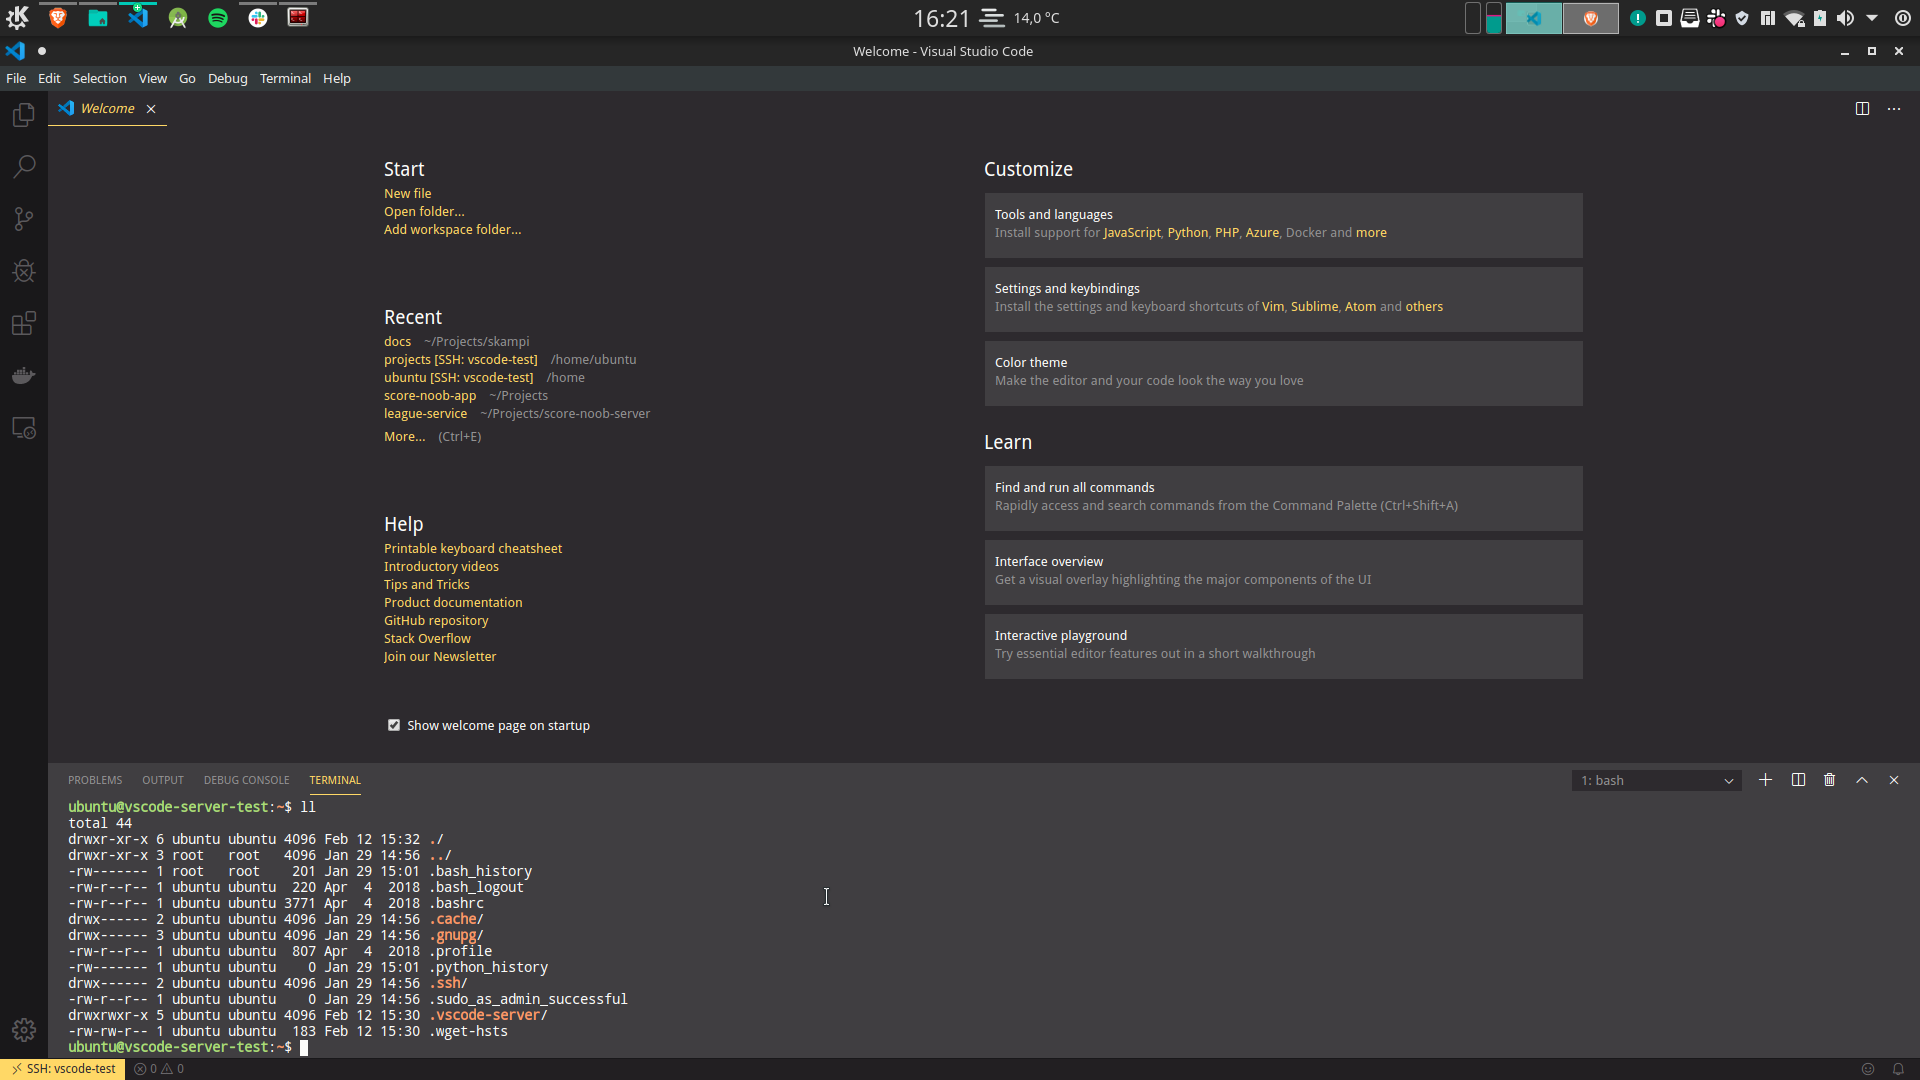 16:21 14,0 °C
Welcome - Visual Studio Code
File Edit Selection View Go Debug Terminal Help
Welcome
Start
New file
Open folder...
Add workspace folder...
Recent
docs ~/Projects/skampi
projects [SSH: vscode-test] /home/ubuntu
ubuntu [SSH: vscode-test] /home
score-noob-app ~/Projects
league-service ~/Projects/score-noob-server
More... (Ctrl+E)
Help
Printable keyboard cheatsheet
Introductory videos
Tips and Tricks
Product documentation
GitHub repository
Stack Overflow
Join our Newsletter
Show welcome page on startup
Customize
Tools and languages
Install support for JavaScript, Python, PHP, Azure, Docker and more
Settings and keybindings
Install the settings and keyboard shortcuts of Vim, Sublime, Atom and others
Color theme
Make the editor and your code look the way you love
Learn
Find and run all commands
Rapidly access and search commands from the Command Palette (Ctrl+Shift+A)
Interface overview
Get a visual overlay highlighting the major components of the UI
Interactive playground
Try essential editor features out in a short walkthrough
PROBLEMS OUTPUT DEBUG CONSOLE TERMINAL 1: bash
ubuntu@vscode-server-test:~$ ll
total 44
drwxr-xr-x 6 ubuntu ubuntu 4096 Feb 12 15:32 ./
drwxr-xr-x 3 root   root   4096 Jan 29 14:56 ../
-rw------- 1 root   root    201 Jan 29 15:01 .bash_history
-rw-r--r-- 1 ubuntu ubuntu  220 Apr  4  2018 .bash_logout
-rw-r--r-- 1 ubuntu ubuntu 3771 Apr  4  2018 .bashrc
drwx------ 2 ubuntu ubuntu 4096 Jan 29 14:56 .cache/
drwx------ 3 ubuntu ubuntu 4096 Jan 29 14:56 .gnupg/
-rw-r--r-- 1 ubuntu ubuntu  807 Apr  4  2018 .profile
-rw------- 1 ubuntu ubuntu    0 Jan 29 15:01 .python_history
drwx------ 2 ubuntu ubuntu 4096 Jan 29 14:56 .ssh/
-rw-r--r-- 1 ubuntu ubuntu    0 Jan 29 14:56 .sudo_as_admin_successful
drwxrwxr-x 5 ubuntu ubuntu 4096 Feb 12 15:30 .vscode-server/
-rw-rw-r-- 1 ubuntu ubuntu  183 Feb 12 15:30 .wget-hsts
ubuntu@vscode-server-test:~$
SSH: vscode-test 0 0